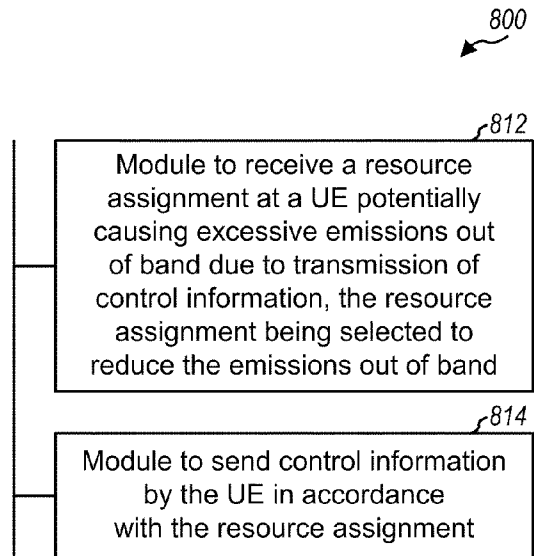 800
812
Module to receive a resource
assignment at a UE potentially
causing excessive emissions out
of band due to transmission of
control information, the resource
assignment being selected to
reduce the emissions out of band
814
Module to send control information
by the UE in accordance
with the resource assignment